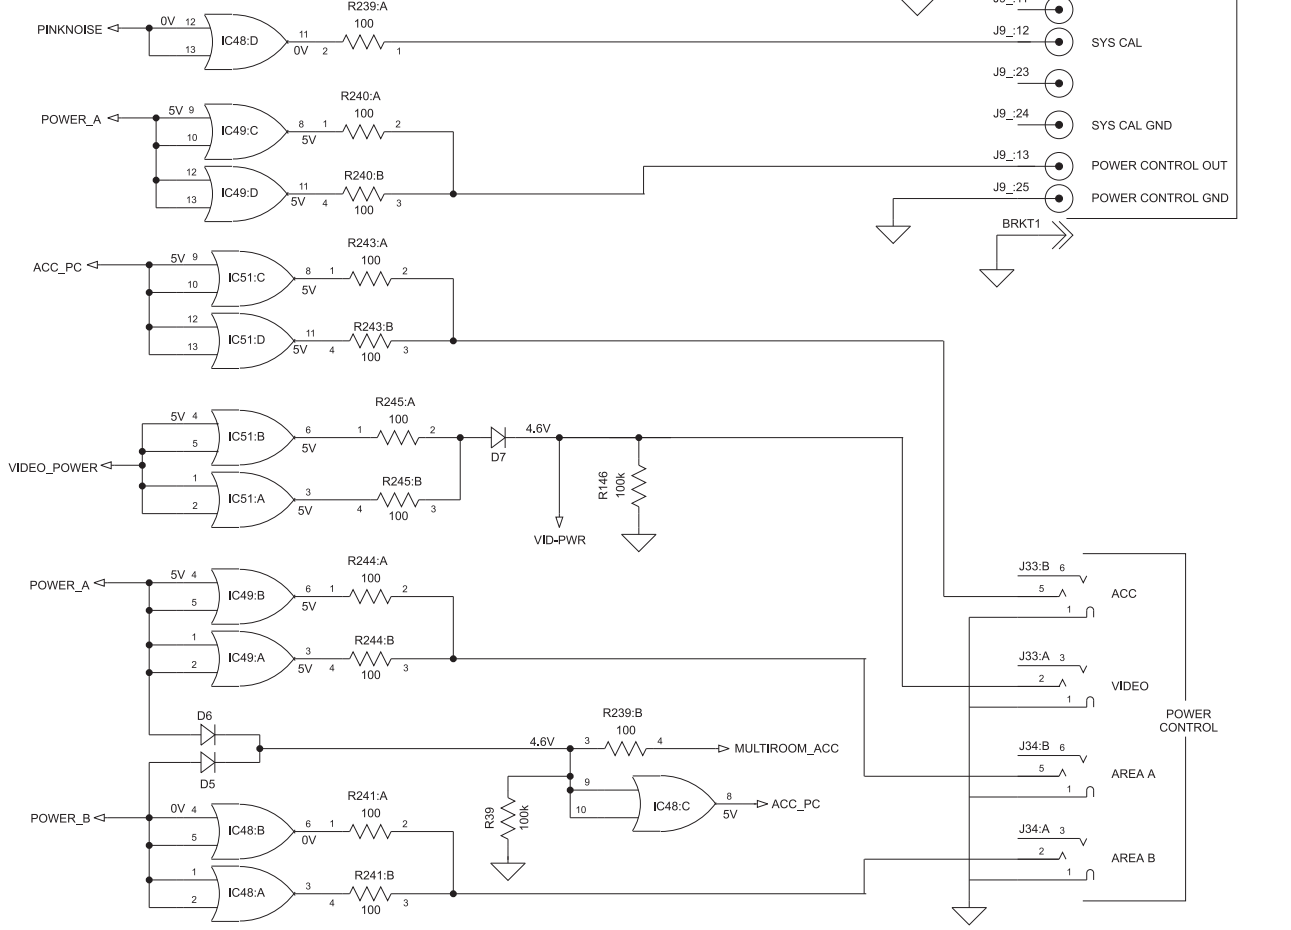 R239:A
J9_:11
PINKNOISE 0V 12 100
13 IC48:D 11 0V 2 1
J9_:12 SYS CAL
J9_:23
R240:A
100
POWER_A 5V 9
10 IC49:C 8 5V 1 2
J9_:24 SYS CAL GND
12
13 IC49:D 11 5V 4 R240:B 100 3
J9_:13 POWER CONTROL OUT
J9_:25 POWER CONTROL GND
BRKT1
R243:A
100
ACC_PC 5V 9
10 IC51:C 8 5V 1 2
12
13 IC51:D 11 5V 4 R243:B 100 3
R245:A
100
5V 4
5 IC51:B 6 5V 1 2
D7
4.6V
VIDEO_POWER
1
2 IC51:A 3 5V 4 R245:B 100 3
R146
100k
VID-PWR
R244:A
100
POWER_A 5V 4
5 IC49:B 6 5V 1 2
1
2 IC49:A 3 5V 4 R244:B 100 3
J33:B 6
5 ACC
1
J33:A 3
2 VIDEO
1
POWER
CONTROL
D6
D5
4.6V
R239:B
3 100 4 MULTIROOM_ACC
J34:B 6
5 AREA A
1
R39
100k
9
10 IC48:C 8 5V ACC_PC
R241:A
100
POWER_B 0V 4
5 IC48:B 6 0V 1 2
1
2 IC48:A 3 4 R241:B 100 3
J34:A 3
2 AREA B
1